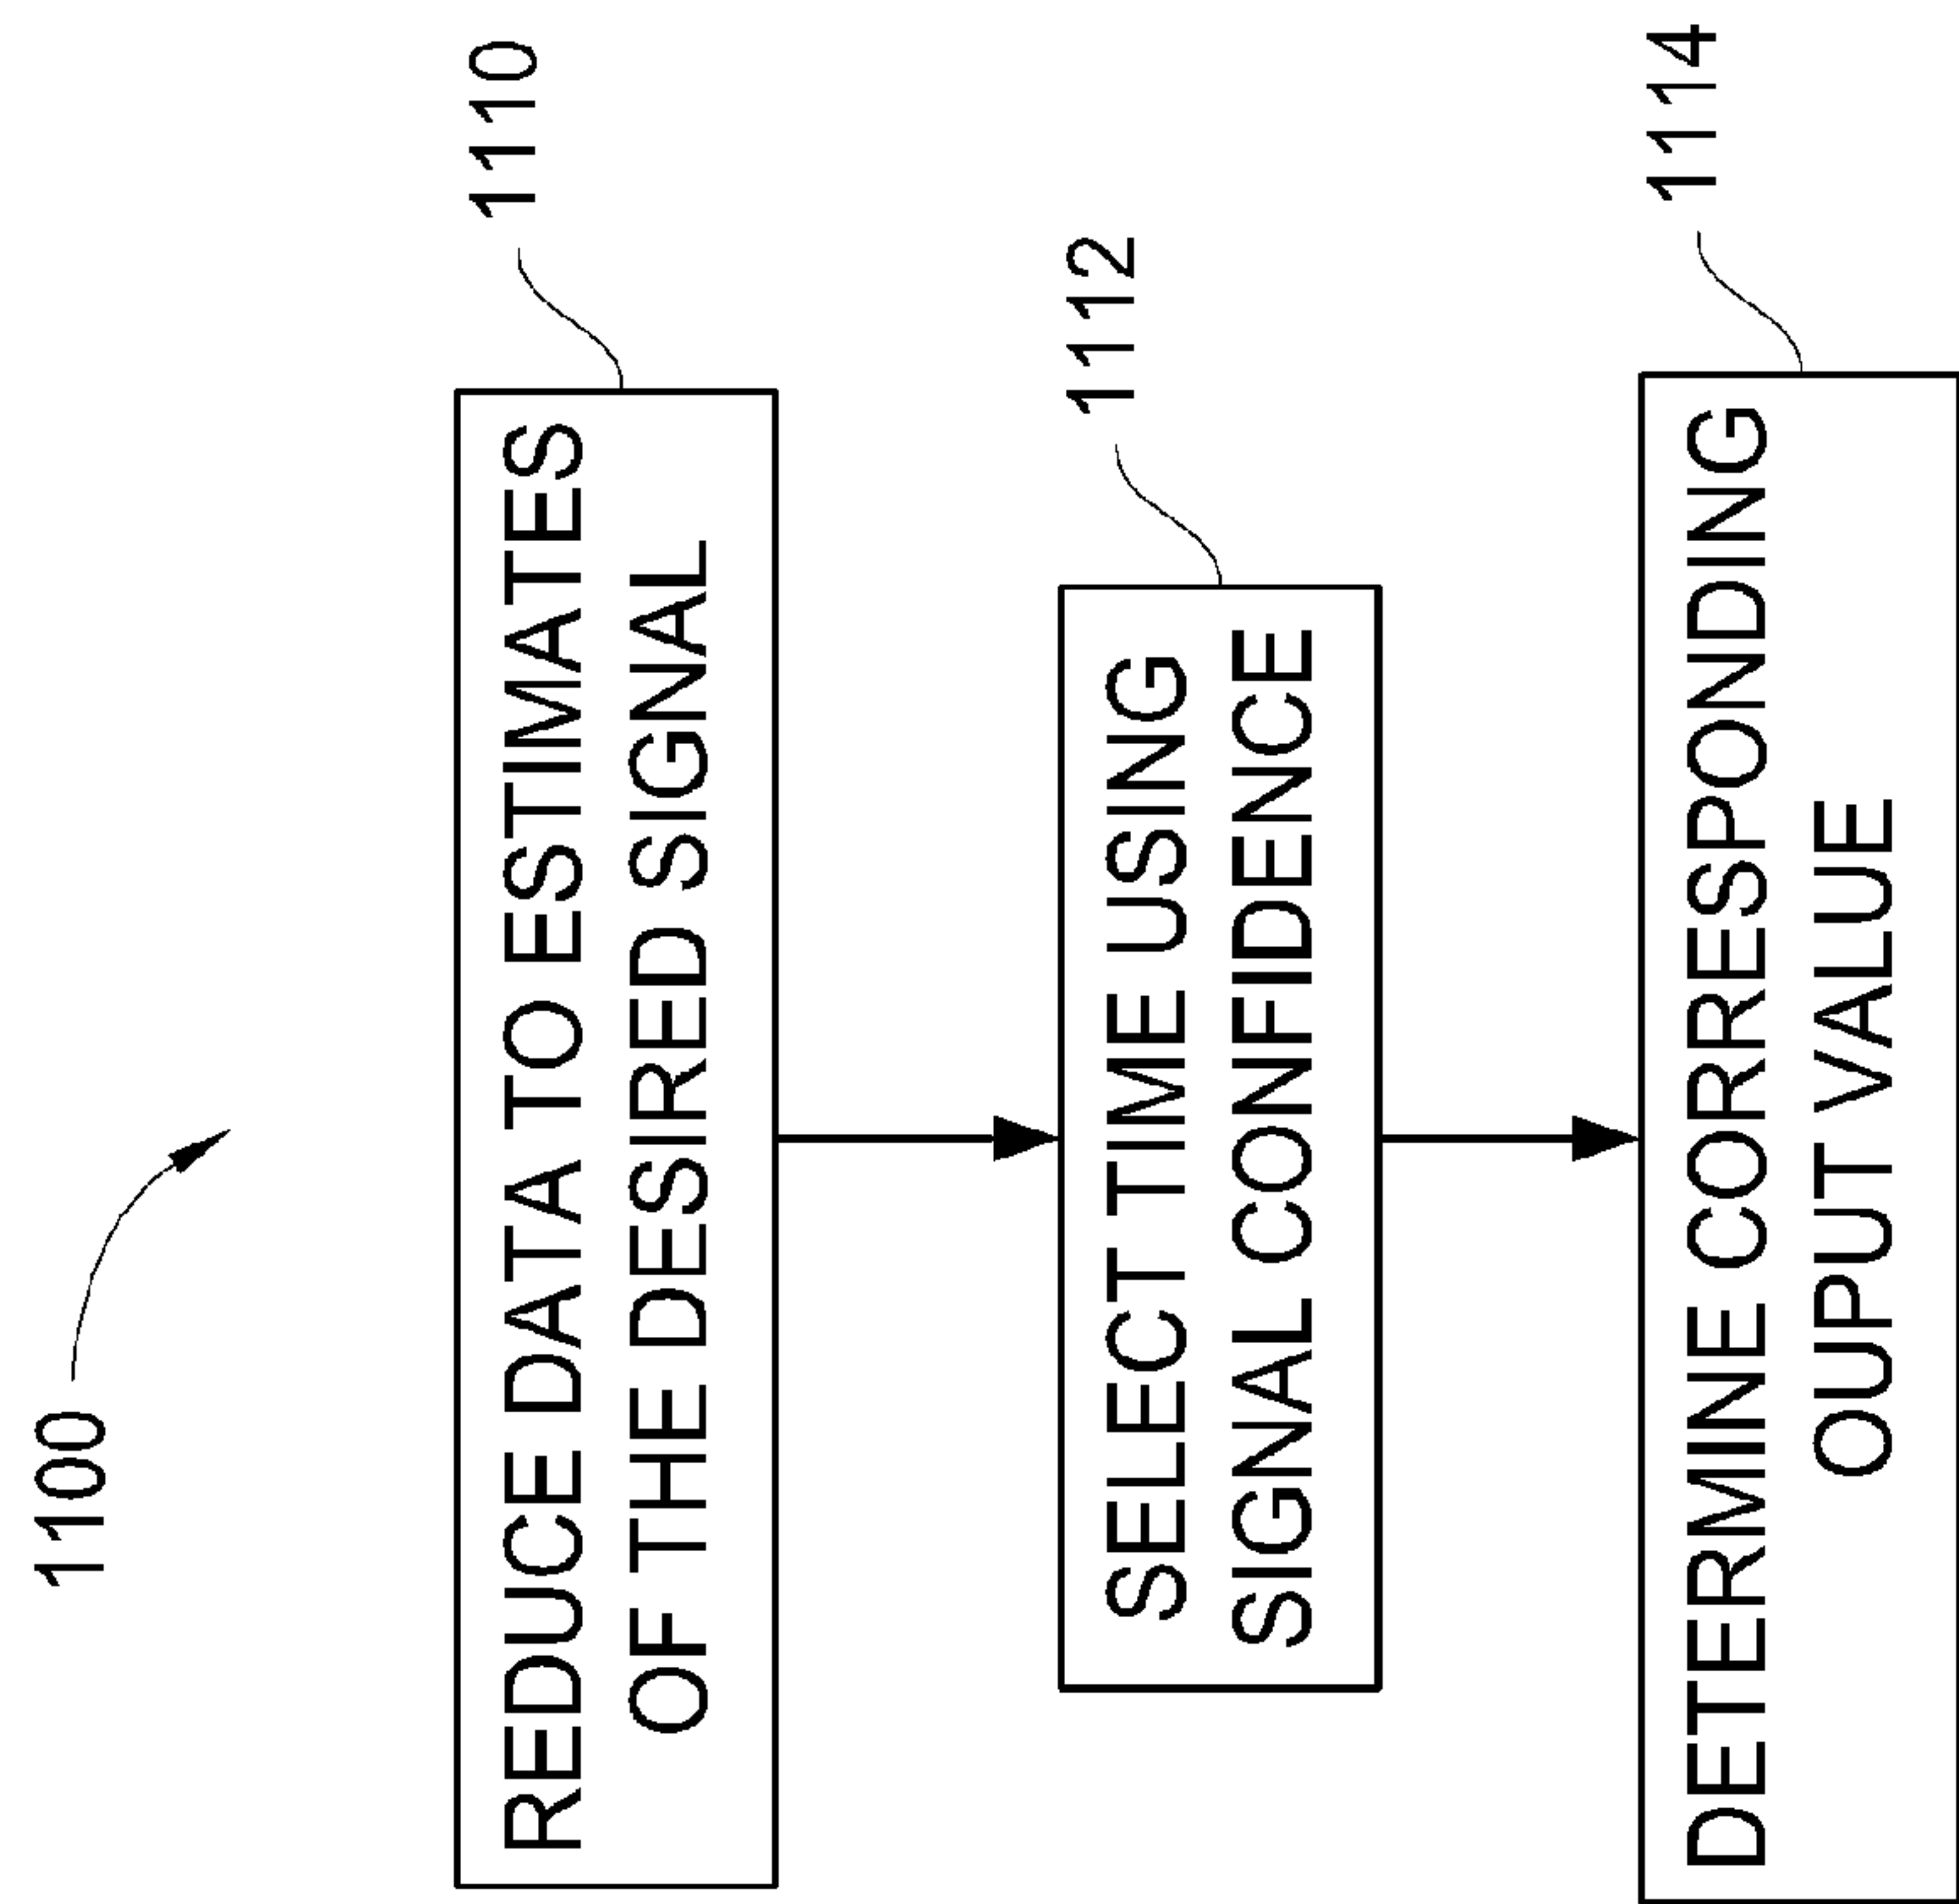 1100
REDUCE DATA TO ESTIMATES
OF THE DESIRED SIGNAL
1110
SELECT TIME USING
SIGNAL CONFIDENCE
1112
DETERMINE CORRESPONDING
OUPUT VALUE
1114